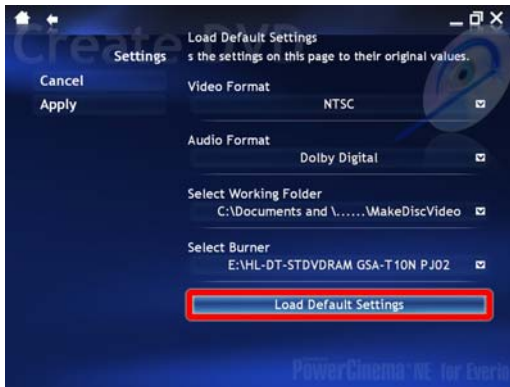 Create DVD
Load Default Settings
Settings
s the settings on this page to their original values.
Cancel
Apply
Video Format
NTSC
Audio Format
Dolby Digital
Select Working Folder
C:\Documents and \......\MakeDiscVideo
Select Burner
E:\HL-DT-STDVDRAM GSA-T10N PJ02
Load Default Settings
PowerCinema NE for Everio